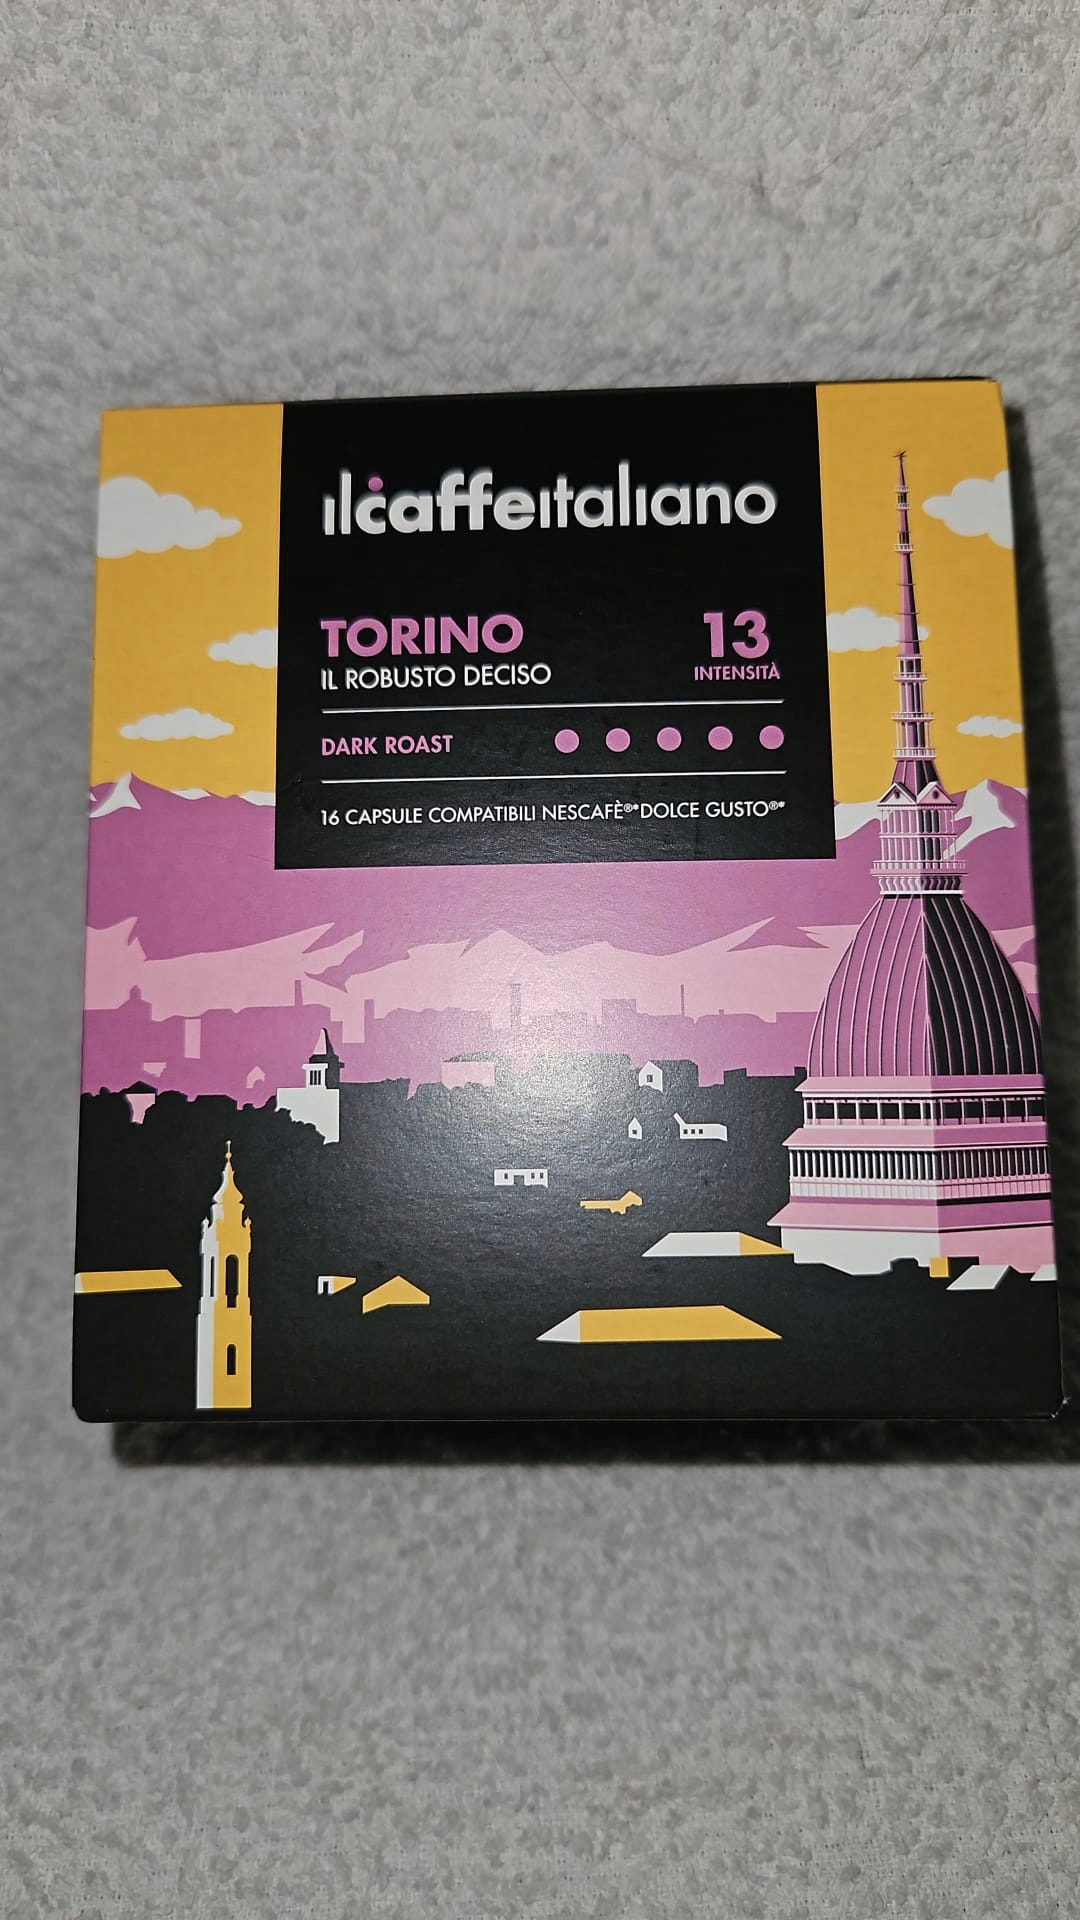 ilcaffeitaliano
TORINO
IL ROBUSTO DECISO
13
INTENSITÀ
DARK ROAST
16 CAPSULE COMPATIBILI NESCAFÈ®* DOLCE GUSTO®*